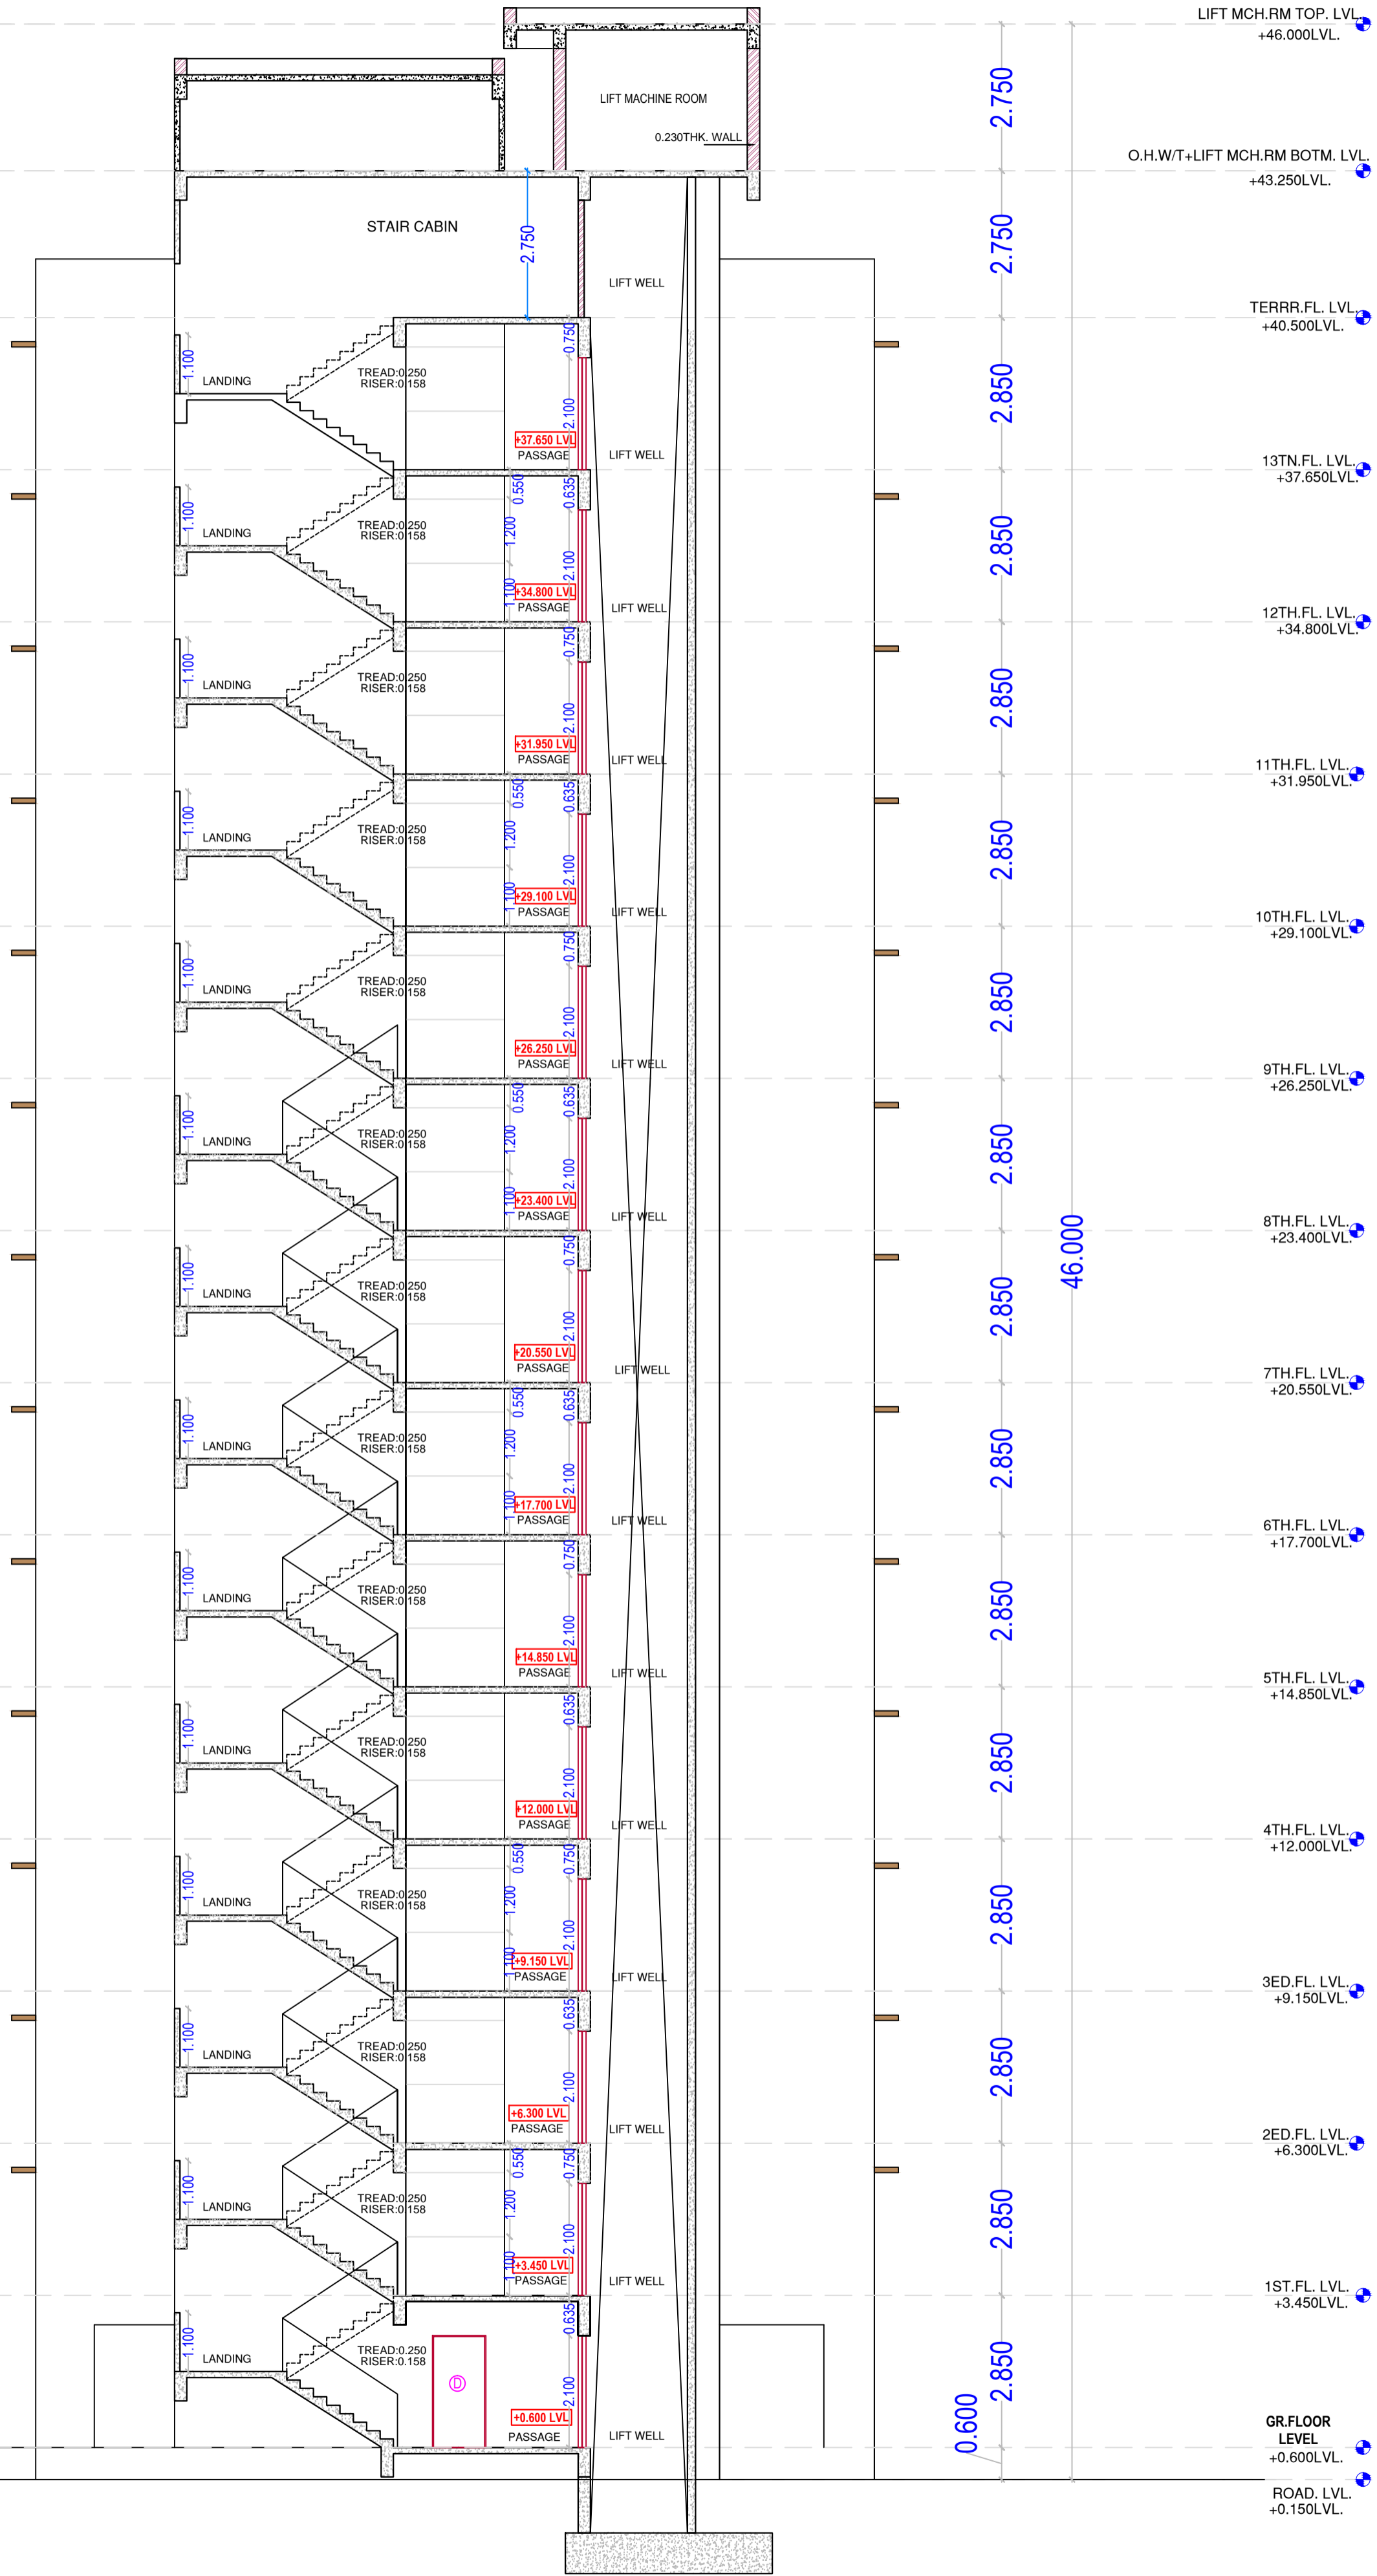 LIFT MCH.RM TOP. LVL.
+46.000LVL.
2.750
LIFT MACHINE ROOM
0.230THK. WALL
O.H.W/T+LIFT MCH.RM BOTM. LVL.
+43.250LVL.
STAIR CABIN
2.750
2.750
LIFT WELL
TERRR.FL. LVL.
+40.500LVL.
0.750
1.100
LANDING
TREAD:0.250
RISER:0.158
2.100
2.850
+37.650 LVL
PASSAGE
LIFT WELL
13TN.FL. LVL.
+37.650LVL.
0.550
0.635
1.100
LANDING
TREAD:0.250
RISER:0.158
1.200
2.100
2.850
1.100
+34.800 LVL
PASSAGE
LIFT WELL
12TH.FL. LVL.
+34.800LVL.
0.750
1.100
LANDING
TREAD:0.250
RISER:0.158
2.100
2.850
+31.950 LVL
PASSAGE
LIFT WELL
11TH.FL. LVL.
+31.950LVL.
0.550
0.635
1.100
LANDING
TREAD:0.250
RISER:0.158
1.200
2.100
2.850
1.100
+29.100 LVL
PASSAGE
LIFT WELL
10TH.FL. LVL.
+29.100LVL.
0.750
1.100
LANDING
TREAD:0.250
RISER:0.158
2.100
2.850
+26.250 LVL
PASSAGE
LIFT WELL
9TH.FL. LVL.
+26.250LVL.
0.550
0.635
1.100
LANDING
TREAD:0.250
RISER:0.158
1.200
2.100
2.850
1.100
+23.400 LVL
PASSAGE
LIFT WELL
8TH.FL. LVL.
+23.400LVL.
46.000
0.750
1.100
LANDING
TREAD:0.250
RISER:0.158
2.100
2.850
+20.550 LVL
PASSAGE
LIFT WELL
7TH.FL. LVL.
+20.550LVL.
0.550
0.635
1.100
LANDING
TREAD:0.250
RISER:0.158
1.200
2.100
2.850
1.100
+17.700 LVL
PASSAGE
LIFT WELL
6TH.FL. LVL.
+17.700LVL.
0.750
1.100
LANDING
TREAD:0.250
RISER:0.158
2.100
2.850
+14.850 LVL
PASSAGE
LIFT WELL
5TH.FL. LVL.
+14.850LVL.
0.635
1.100
LANDING
TREAD:0.250
RISER:0.158
2.100
2.850
+12.000 LVL
PASSAGE
LIFT WELL
4TH.FL. LVL.
+12.000LVL.
0.550
0.750
1.100
LANDING
TREAD:0.250
RISER:0.158
1.200
2.100
2.850
1.100
+9.150 LVL
PASSAGE
LIFT WELL
3ED.FL. LVL.
+9.150LVL.
0.635
1.100
LANDING
TREAD:0.250
RISER:0.158
2.100
2.850
+6.300 LVL
PASSAGE
LIFT WELL
2ED.FL. LVL.
+6.300LVL.
0.550
0.750
1.100
LANDING
TREAD:0.250
RISER:0.158
1.200
2.100
2.850
1.100
+3.450 LVL
PASSAGE
LIFT WELL
1ST.FL. LVL.
+3.450LVL.
0.635
1.100
LANDING
TREAD:0.250
RISER:0.158
D
2.100
2.850
0.600
+0.600 LVL
PASSAGE
LIFT WELL
GR.FLOOR
LEVEL
+0.600LVL.
ROAD. LVL.
+0.150LVL.